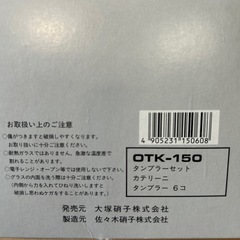 お取扱い上のご注意
○傷がつきますと破損しやすくなります。
お取扱いに十分ご注意ください。
○耐熱ガラスではありません。急激な温度差で
割れることがあります。
○電子レンジ・オーブン等では使用しないでください。
○グラスの内面を洗う際は十分ご注意ください。
(内側から力を入れてひねりますと
破損し思わぬケガをすることがあります。)
4 905231 150608
OTK-150
タンブラーセット
カテリーニ
タンブラー 6コ
発売元 大塚硝子株式会社
製造元 佐々木硝子株式会社